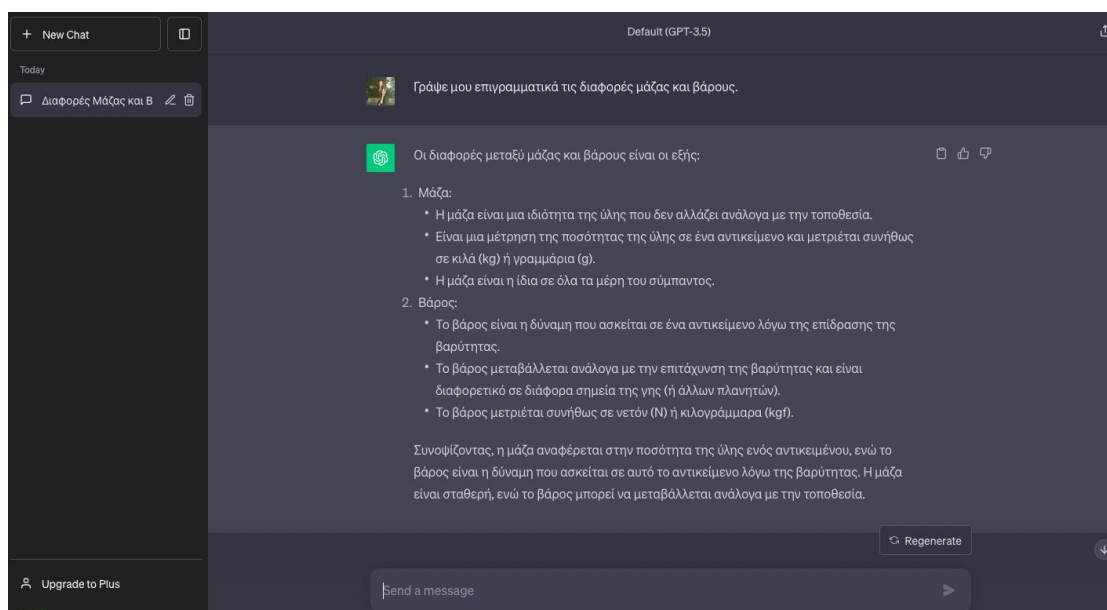 New Chat
Default (GPT-3.5)
Today
Διαφορές Μάζας και Β
Γράψε μου επιγραμματικά τις διαφορές μάζας και βάρους.
Οι διαφορές μεταξύ μάζας και βάρους είναι οι εξής:
1. Μάζα:
• Η μάζα είναι μια ιδιότητα της ύλης που δεν αλλάζει ανάλογα με την τοποθεσία.
• Είναι μια μέτρηση της ποσότητας της ύλης σε ένα αντικείμενο και μετριέται συνήθως
σε κιλά (kg) ή γραμμάρια (g).
• Η μάζα είναι η ίδια σε όλα τα μέρη του σύμπαντος.
2. Βάρος:
• Το βάρος είναι η δύναμη που ασκείται σε ένα αντικείμενο λόγω της επίδρασης της
βαρύτητας.
• Το βάρος μεταβάλλεται ανάλογα με την επιτάχυνση της βαρύτητας και είναι
διαφορετικό σε διάφορα σημεία της γης (ή άλλων πλανητών).
• Το βάρος μετριέται συνήθως σε νετόν (N) ή κιλογράμμαρα (kgf).
Συνοψίζοντας, η μάζα αναφέρεται στην ποσότητα της ύλης ενός αντικειμένου, ενώ το
βάρος είναι η δύναμη που ασκείται σε αυτό το αντικείμενο λόγω της βαρύτητας. Η μάζα
είναι σταθερή, ενώ το βάρος μπορεί να μεταβάλλεται ανάλογα με την τοποθεσία.
Regenerate
Upgrade to Plus
Send a message